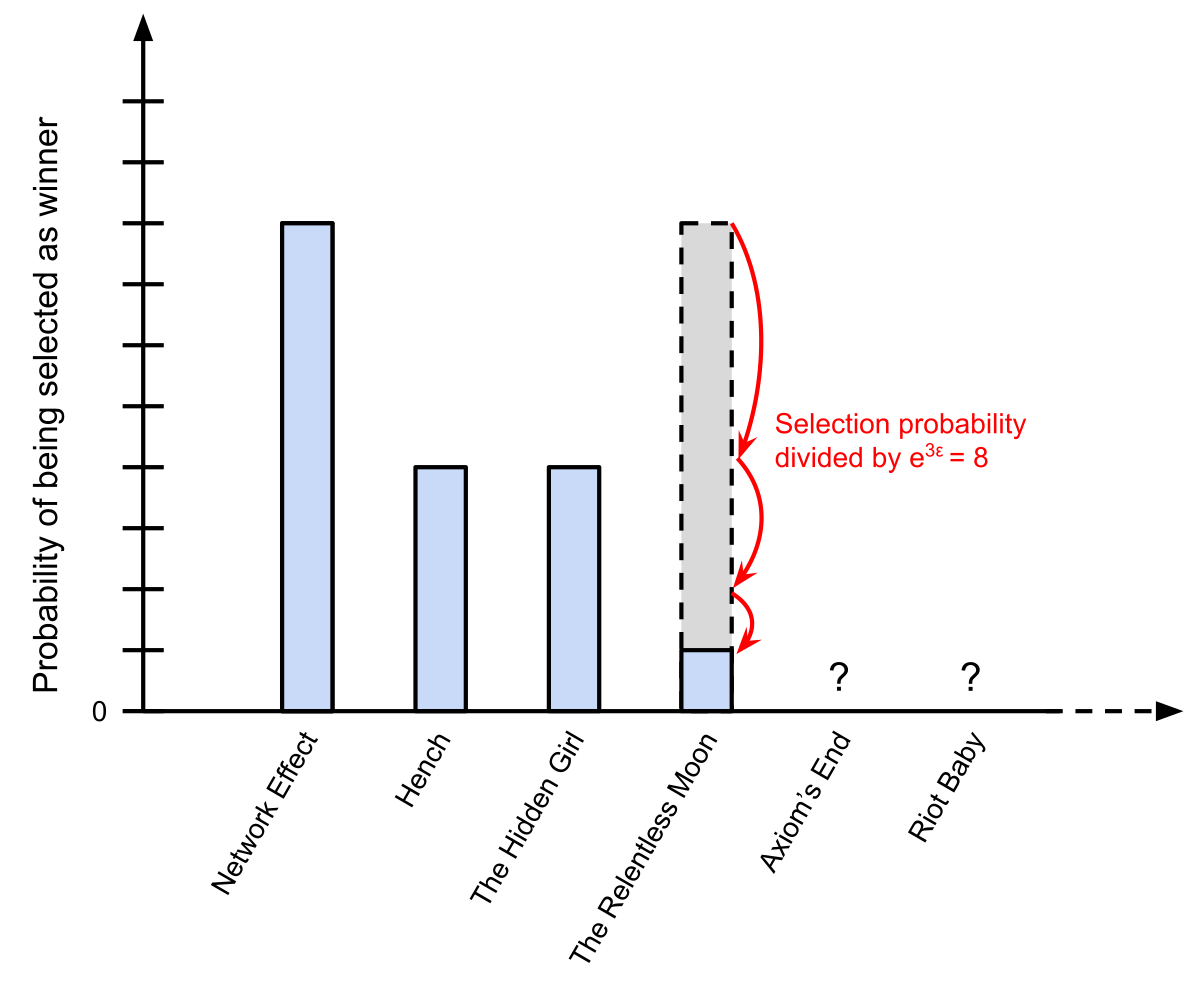 Probability of being selected as winner
Selection probability
divided by e³ᵋ = 8
?
?
0
Network Effect
Hench
The Hidden Girl
The Relentless Moon
Axiom's End
Riot Baby